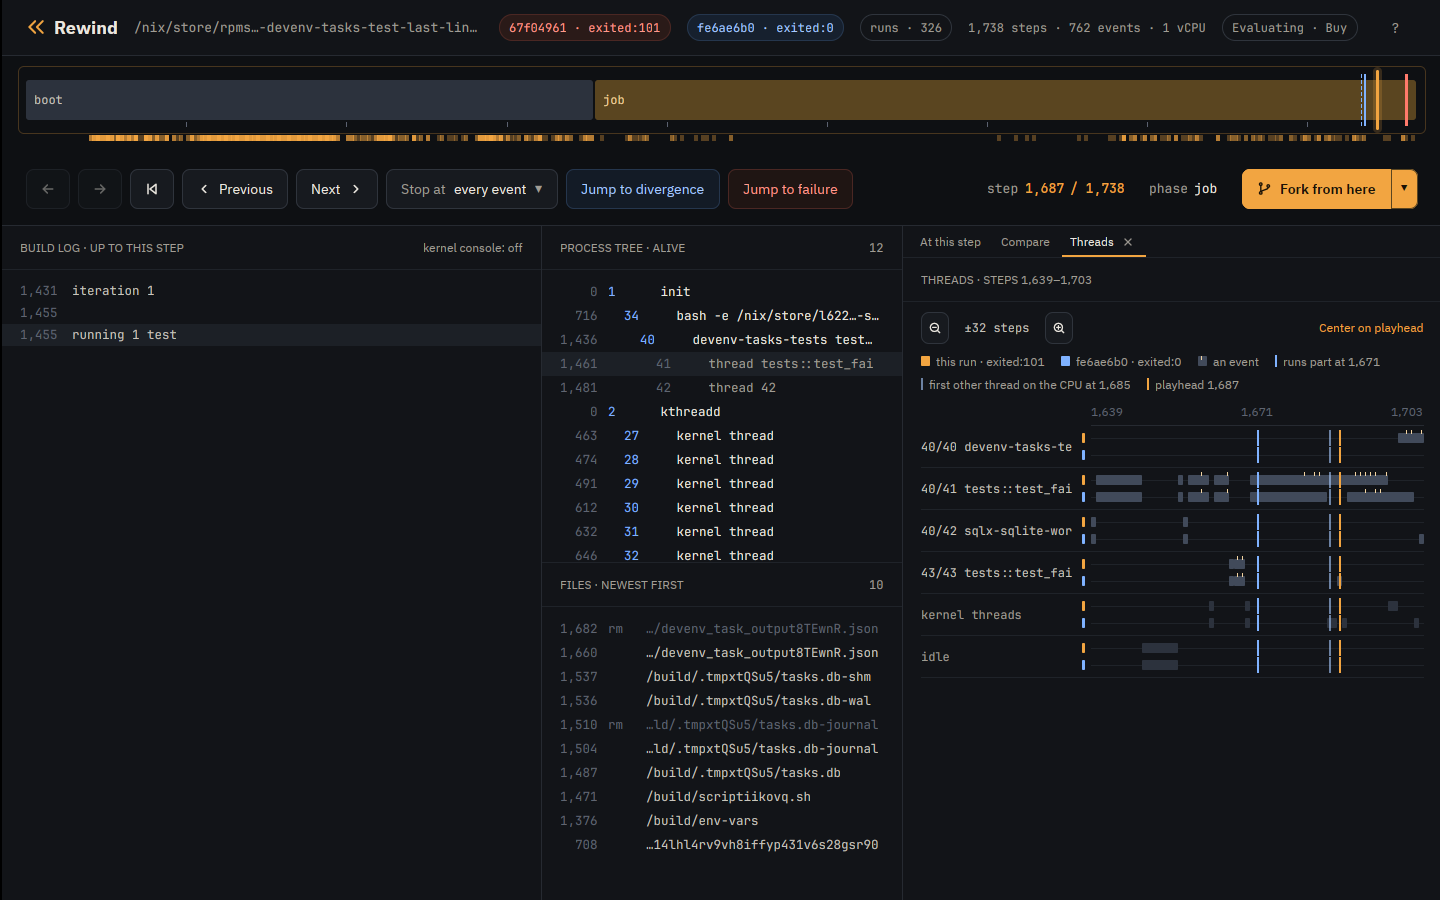 Rewind /nix/store/rpms…-devenv-tasks-test-last-lin… 67f04961 · exited:101 fe6ae6b0 · exited:0 runs · 326 1,738 steps · 762 events · 1 vCPU Evaluating · Buy ?
boot job
Previous Next Stop at every event ▾ Jump to divergence Jump to failure step 1,687 / 1,738 phase job Fork from here ▾
BUILD LOG · UP TO THIS STEP kernel console: off
1,431 iteration 1
1,455
1,455 running 1 test
PROCESS TREE · ALIVE 12
0 1 init
716 34 bash -e /nix/store/l622…-s…
1,436 40 devenv-tasks-tests test…
1,461 41 thread tests::test_fai
1,481 42 thread 42
0 2 kthreadd
463 27 kernel thread
474 28 kernel thread
491 29 kernel thread
612 30 kernel thread
632 31 kernel thread
646 32 kernel thread
FILES · NEWEST FIRST 10
1,682 rm …/devenv_task_output8TEwnR.json
1,660 …/devenv_task_output8TEwnR.json
1,537 /build/.tmpxtQSu5/tasks.db-shm
1,536 /build/.tmpxtQSu5/tasks.db-wal
1,510 rm …ld/.tmpxtQSu5/tasks.db-journal
1,504 …ld/.tmpxtQSu5/tasks.db-journal
1,487 /build/.tmpxtQSu5/tasks.db
1,471 /build/scriptiikovq.sh
1,376 /build/env-vars
708 …14lhl4rv9vh8iffyp431v6s28gsr90
At this step Compare Threads ×
THREADS · STEPS 1,639–1,703
±32 steps Center on playhead
this run · exited:101 fe6ae6b0 · exited:0 an event runs part at 1,671
first other thread on the CPU at 1,685 playhead 1,687
1,639 1,671 1,703
40/40 devenv-tasks-te
40/41 tests::test_fai
40/42 sqlx-sqlite-wor
43/43 tests::test_fai
kernel threads
idle